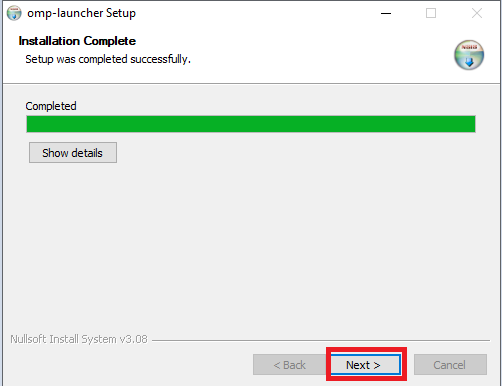 omp-launcher Setup
Installation Complete
Setup was completed successfully.
Completed
Show details
Nullsoft Install System v3.08
< Back
Next >
Cancel